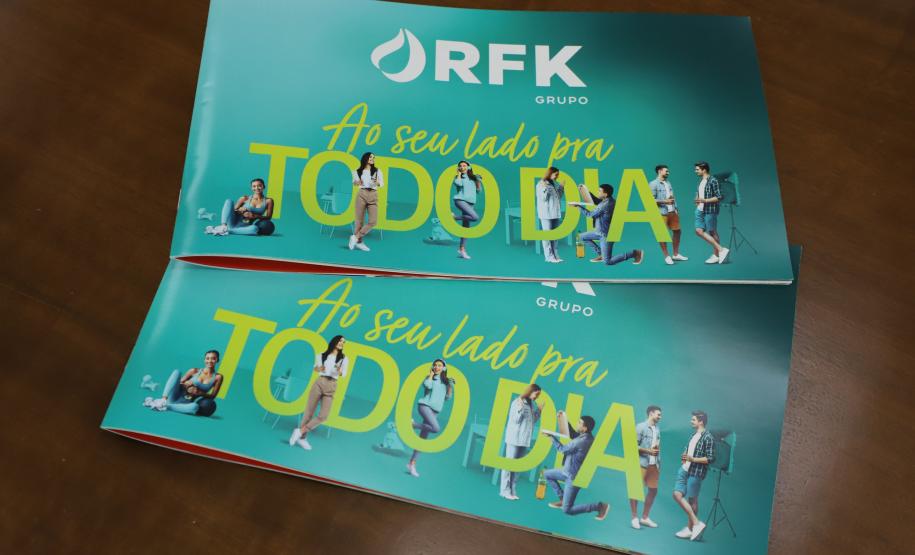 RFK
GRUPO
Ao seu lado pra
TODO DIA
K
GRUPO
Ao seu lado pra
TODO DIA